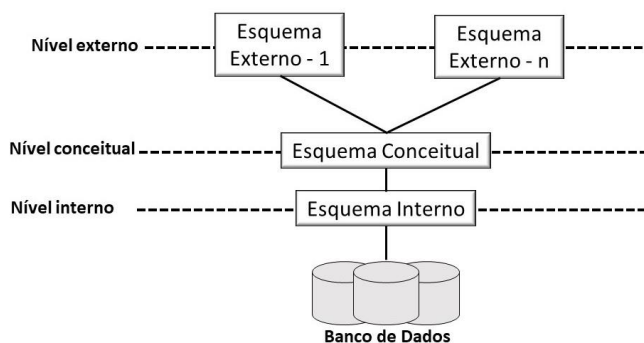 Nível externo
Esquema
Externo - 1
Esquema
Externo - n
Nível conceitual
Esquema Conceitual
Nível interno
Esquema Interno
Banco de Dados